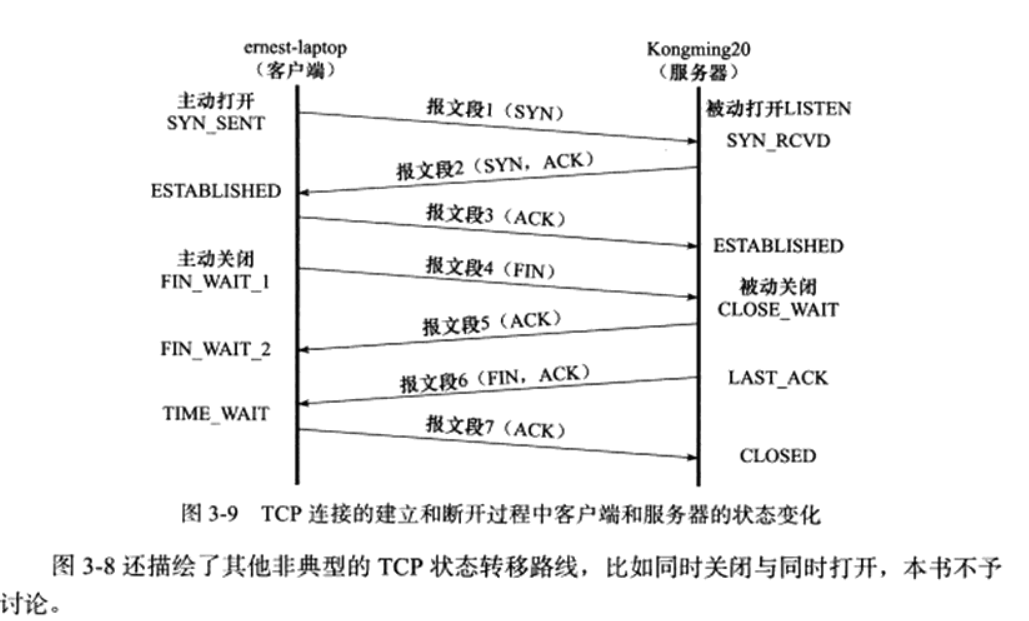 ernest-laptop
（客户端）
Kongming20
（服务器）
主动打开
SYN_SENT
报文段1（SYN）
被动打开LISTEN
SYN_RCVD
报文段2（SYN，ACK）
ESTABLISHED
报文段3（ACK）
ESTABLISHED
主动关闭
FIN_WAIT_1
报文段4（FIN）
被动关闭
CLOSE_WAIT
报文段5（ACK）
FIN_WAIT_2
报文段6（FIN，ACK）
LAST_ACK
TIME_WAIT
报文段7（ACK）
CLOSED
图 3-9 TCP 连接的建立和断开过程中客户端和服务器的状态变化
图 3-8 还描绘了其他非典型的 TCP 状态转移路线，比如同时关闭与同时打开，本书不予
讨论。